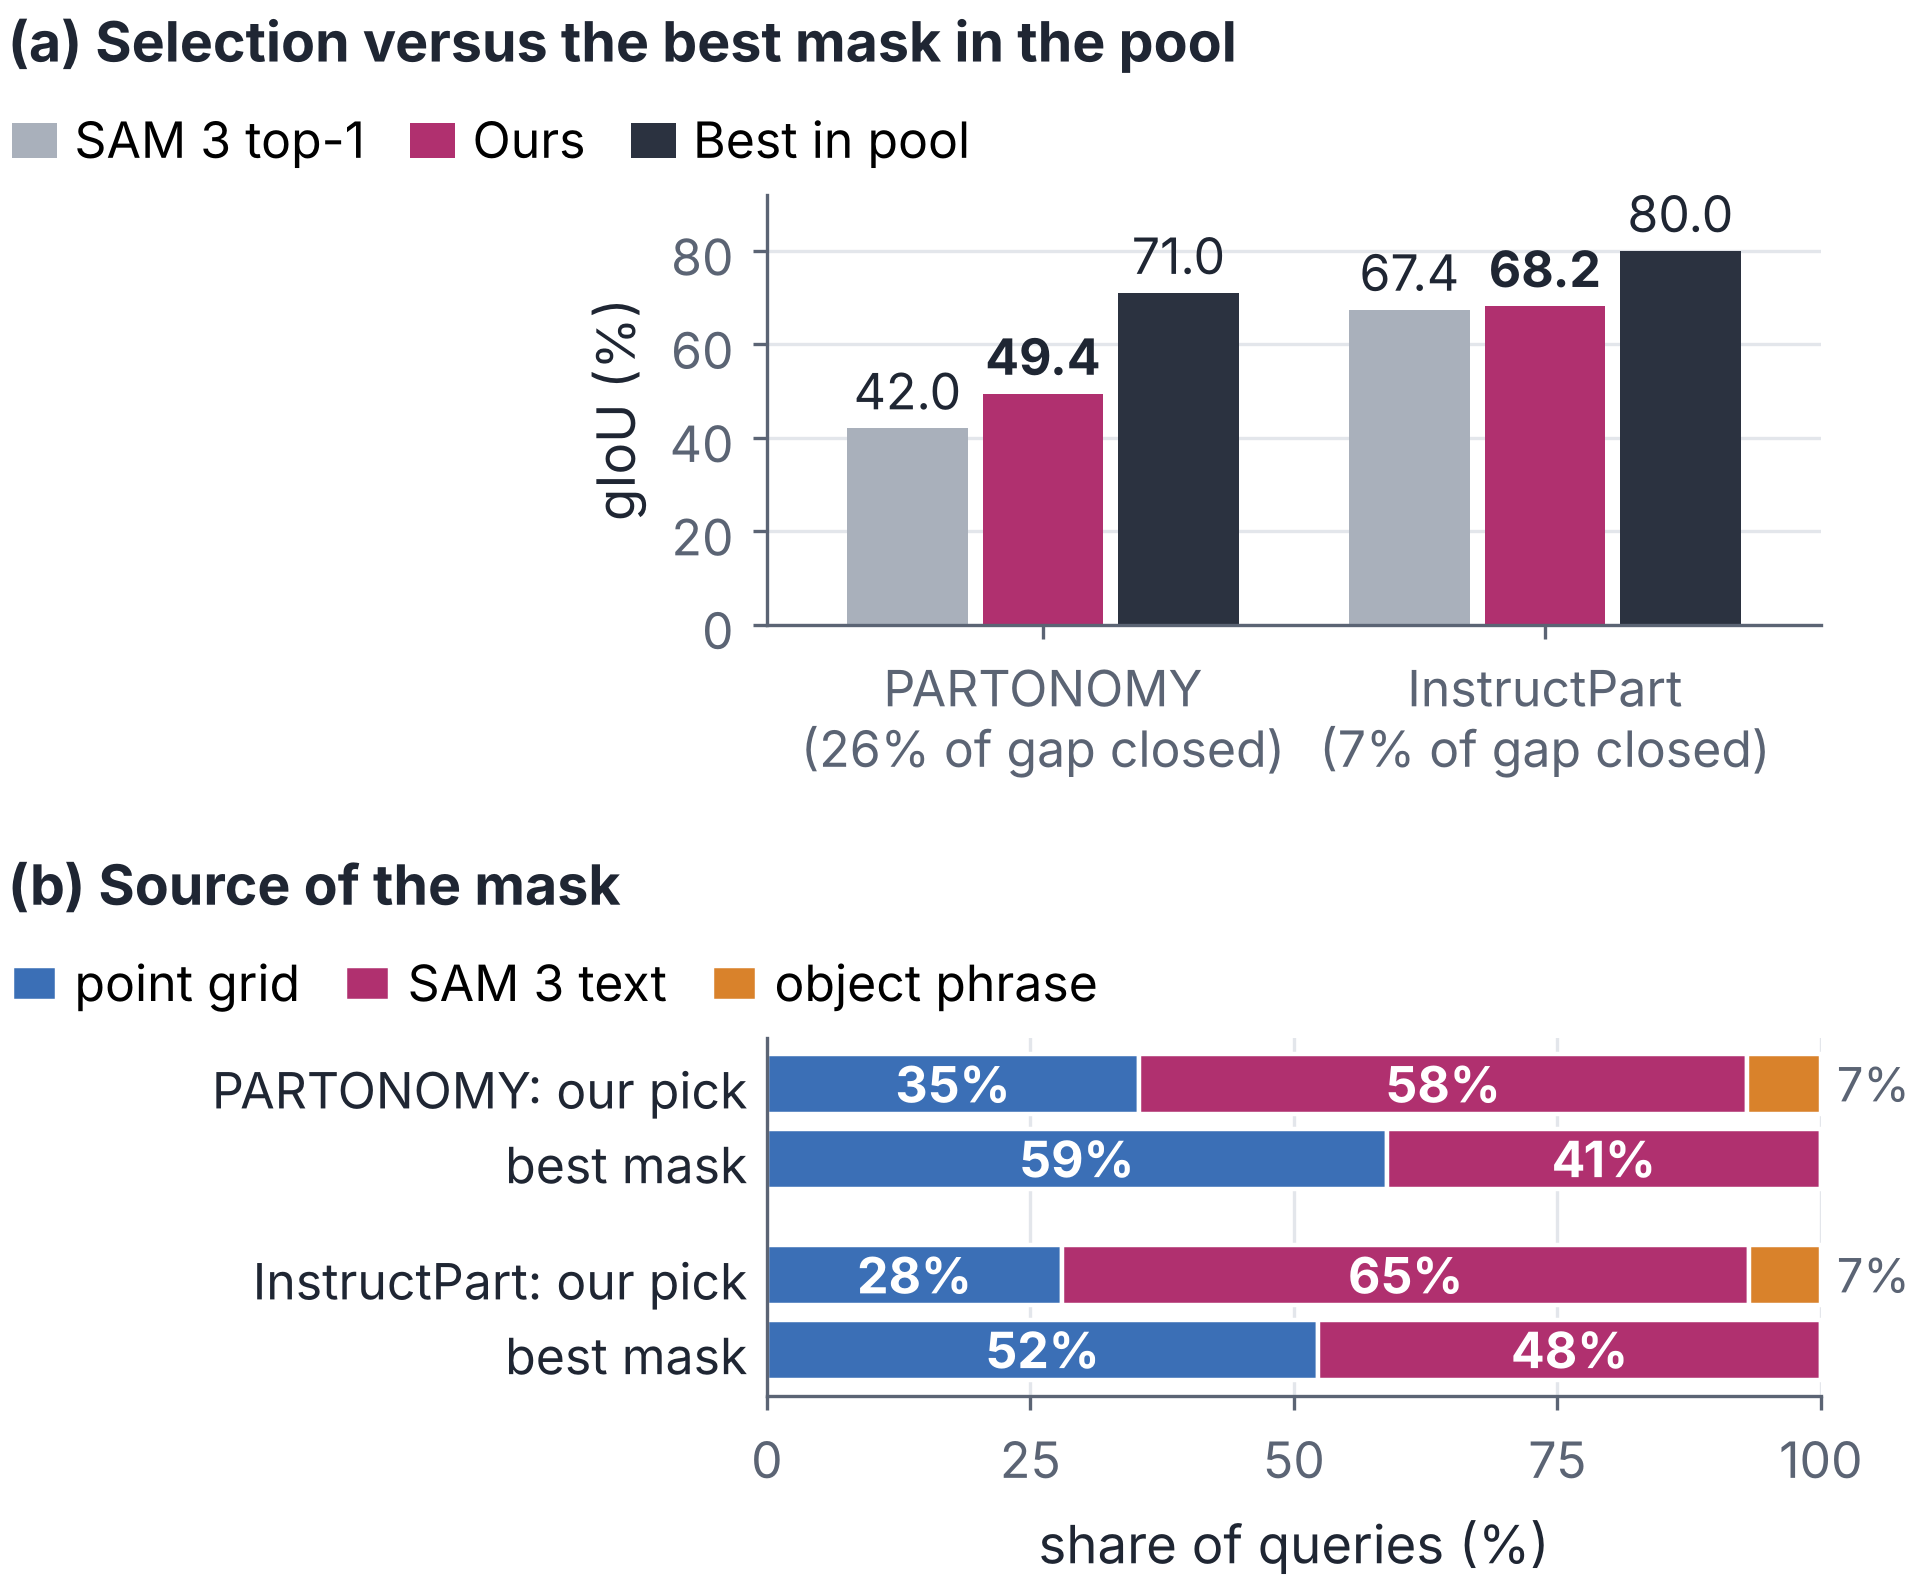 (a) Selection versus the best mask in the pool
SAM 3 top-1 Ours Best in pool
gIoU (%)
80
60
40
20
0
42.0 49.4 71.0 67.4 68.2 80.0
PARTONOMY InstructPart
(26% of gap closed) (7% of gap closed)
(b) Source of the mask
point grid SAM 3 text object phrase
PARTONOMY: our pick 35% 58% 7%
best mask 59% 41%
InstructPart: our pick 28% 65% 7%
best mask 52% 48%
0 25 50 75 100
share of queries (%)